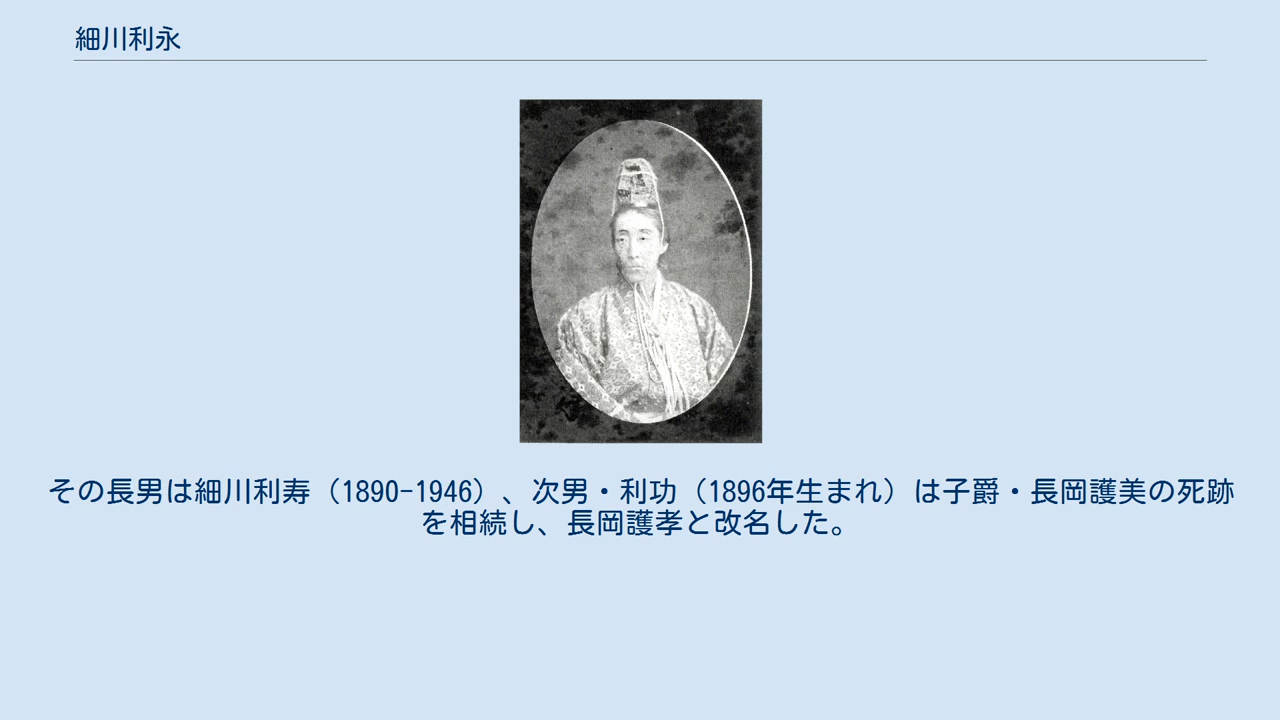 細川利永
その長男は細川利寿（1890-1946）、次男・利功（1896年生まれ）は子爵・長岡護美の死跡
を相続し、長岡護孝と改名した。